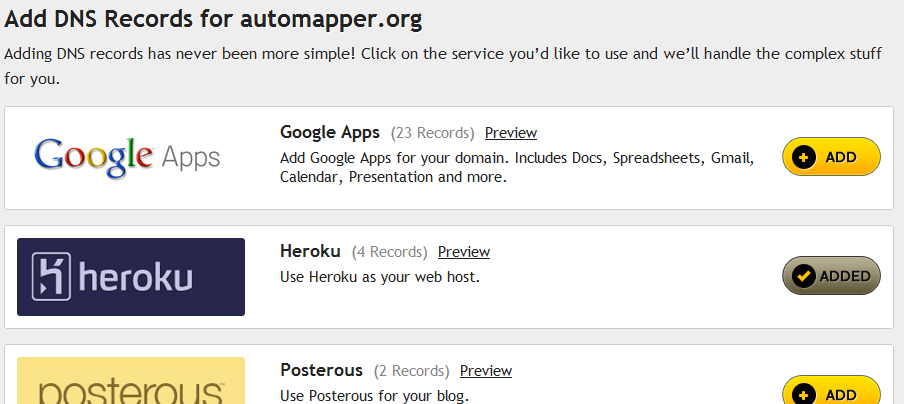 Add DNS Records for automapper.org
Adding DNS records has never been more simple! Click on the service you’d like to use and we’ll handle the complex stuff
for you.
Google Apps
Google Apps (23 Records) Preview
Add Google Apps for your domain. Includes Docs, Spreadsheets, Gmail,
Calendar, Presentation and more.
ADD
heroku
Heroku (4 Records) Preview
Use Heroku as your web host.
ADDED
posterous
Posterous (2 Records) Preview
Use Posterous for your blog.
ADD